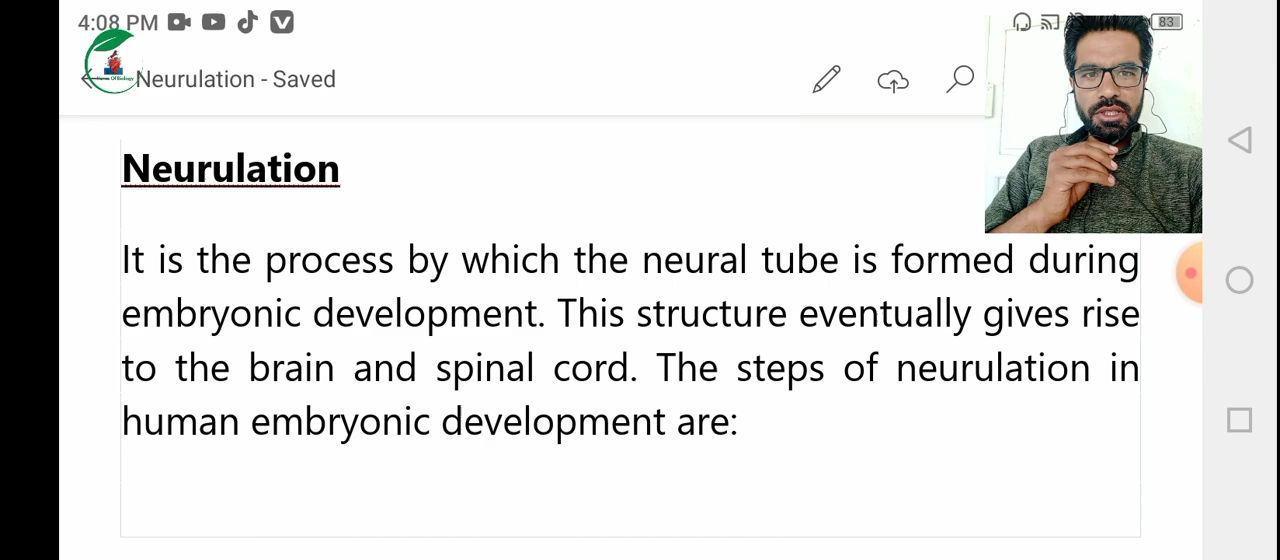 4:08 PM
83
Of Biology
Neurulation - Saved
Neurulation
It is the process by which the neural tube is formed during
embryonic development. This structure eventually gives rise
to the brain and spinal cord. The steps of neurulation in
human embryonic development are: